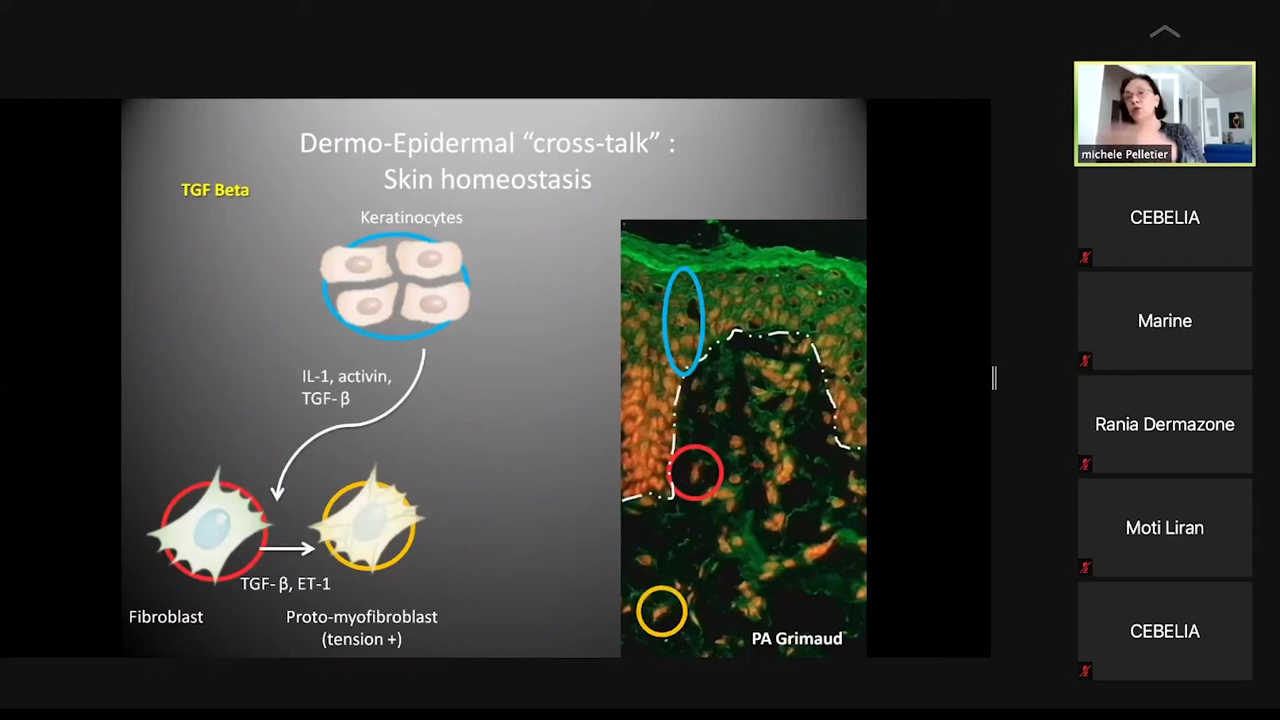 Dermo-Epidermal “cross-talk” :
Skin homeostasis
TGF Beta
Keratinocytes
IL-1, activin,
TGF- β
TGF- β, ET-1
Fibroblast
Proto-myofibroblast
(tension +)
PA Grimaud
michele Pelletier
CEBELIA
Marine
Rania Dermazone
Moti Liran
CEBELIA